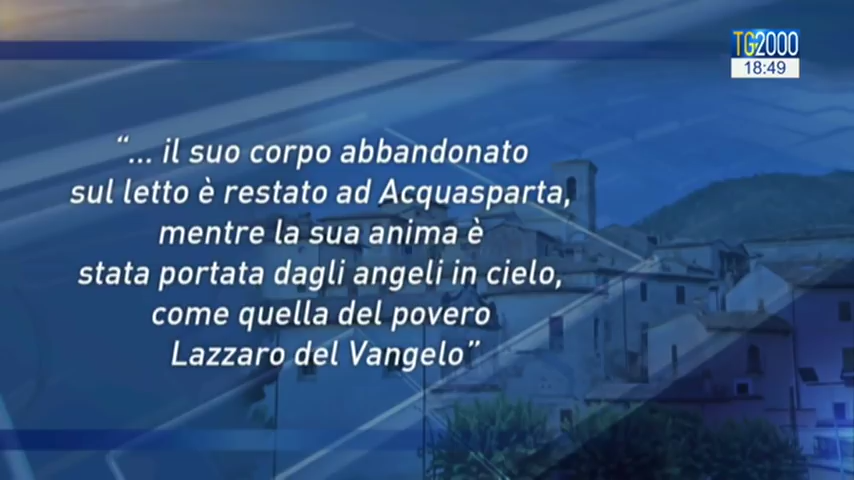 TG2000
18:49
“... il suo corpo abbandonato
sul letto è restato ad Acquasparta,
mentre la sua anima è
stata portata dagli angeli in cielo,
come quella del povero
Lazzaro del Vangelo”